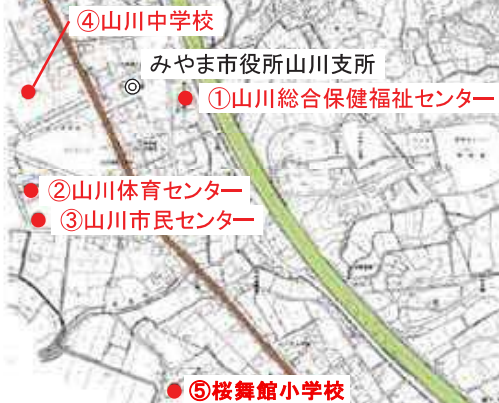 ④山川中学校
みやま市役所山川支所
①山川総合保健福祉センター
②山川体育センター
③山川市民センター
⑤桜舞館小学校